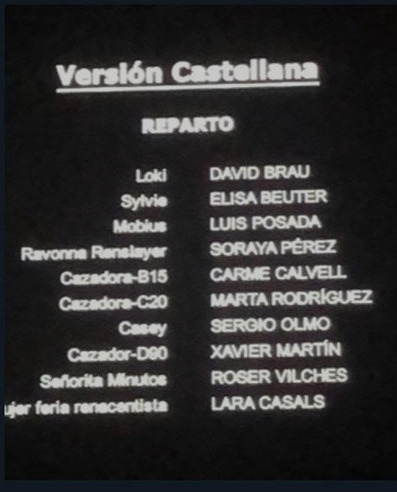 Versión Castellana
REPARTO
Loki DAVID BRAU
Sylvie ELISA BEUTER
Mobius LUIS POSADA
Ravonna Renslayer SORAYA PÉREZ
Cazadora-B15 CARME CALVELL
Cazadora-C20 MARTA RODRÍGUEZ
Casey SERGIO OLMO
Cazador-D90 XAVIER MARTÍN
Señorita Minutos ROSER VILCHES
ujer feria renacentista LARA CASALS